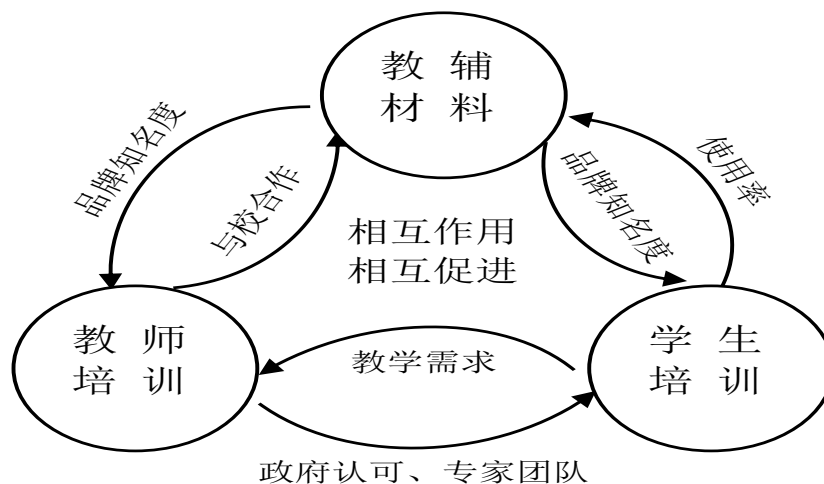 教 辅
材 料
品牌知名度
与校合作
品牌知名度
使用率
相互作用
相互促进
教 师
培 训
教学需求
学 生
培 训
政府认可、专家团队